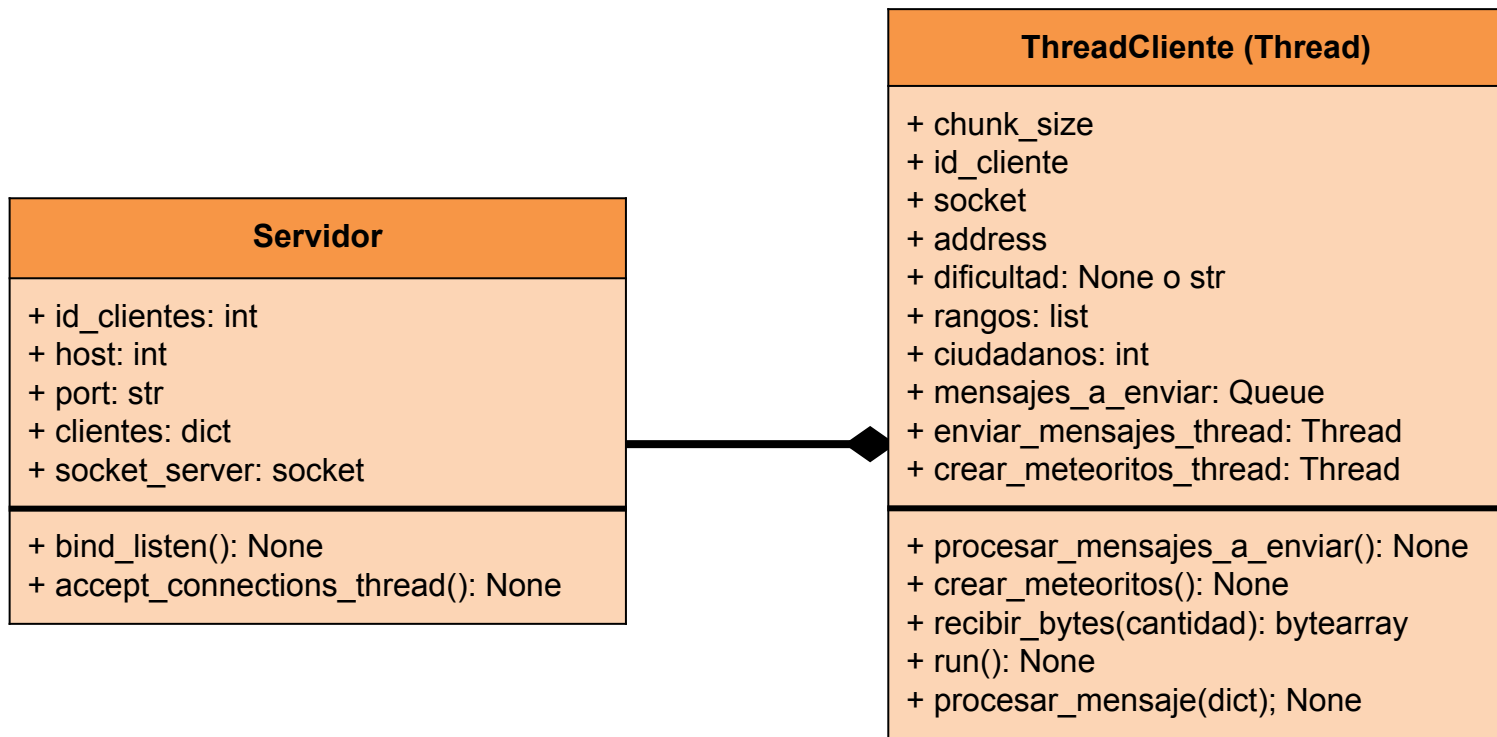 Servidor
+ id_clientes: int
+ host: int
+ port: str
+ clientes: dict
+ socket_server: socket
+ bind_listen(): None
+ accept_connections_thread(): None
ThreadCliente (Thread)
+ chunk_size
+ id_cliente
+ socket
+ address
+ dificultad: None o str
+ rangos: list
+ ciudadanos: int
+ mensajes_a_enviar: Queue
+ enviar_mensajes_thread: Thread
+ crear_meteoritos_thread: Thread
+ procesar_mensajes_a_enviar(): None
+ crear_meteoritos(): None
+ recibir_bytes(cantidad): bytearray
+ run(): None
+ procesar_mensaje(dict); None